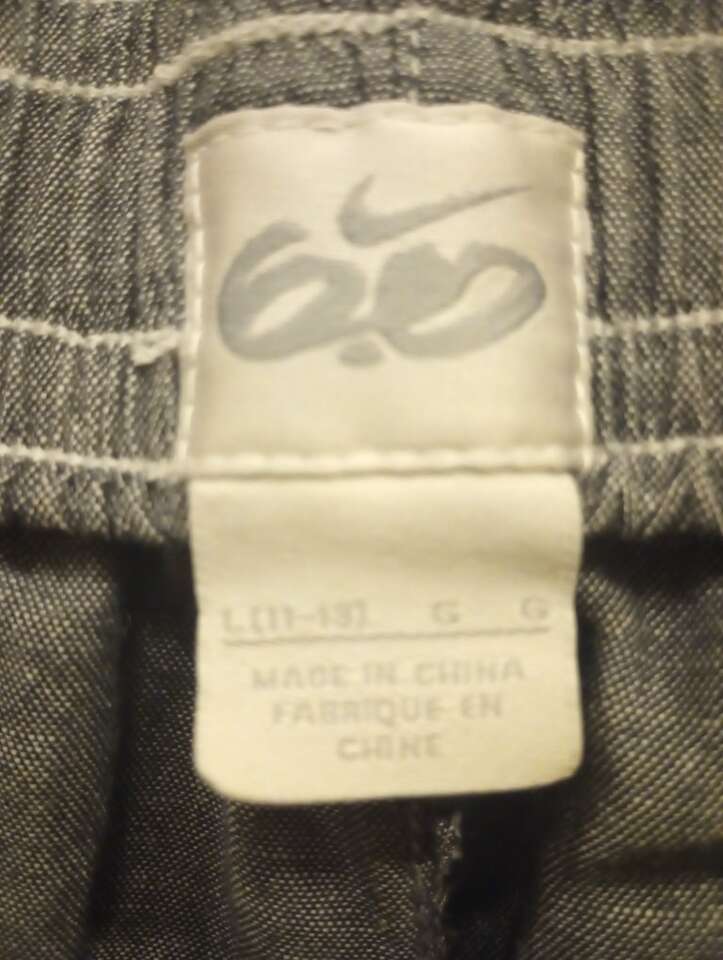 6.0
L (11-13) G G
MADE IN CHINA
FABRIQUE EN
CHINE